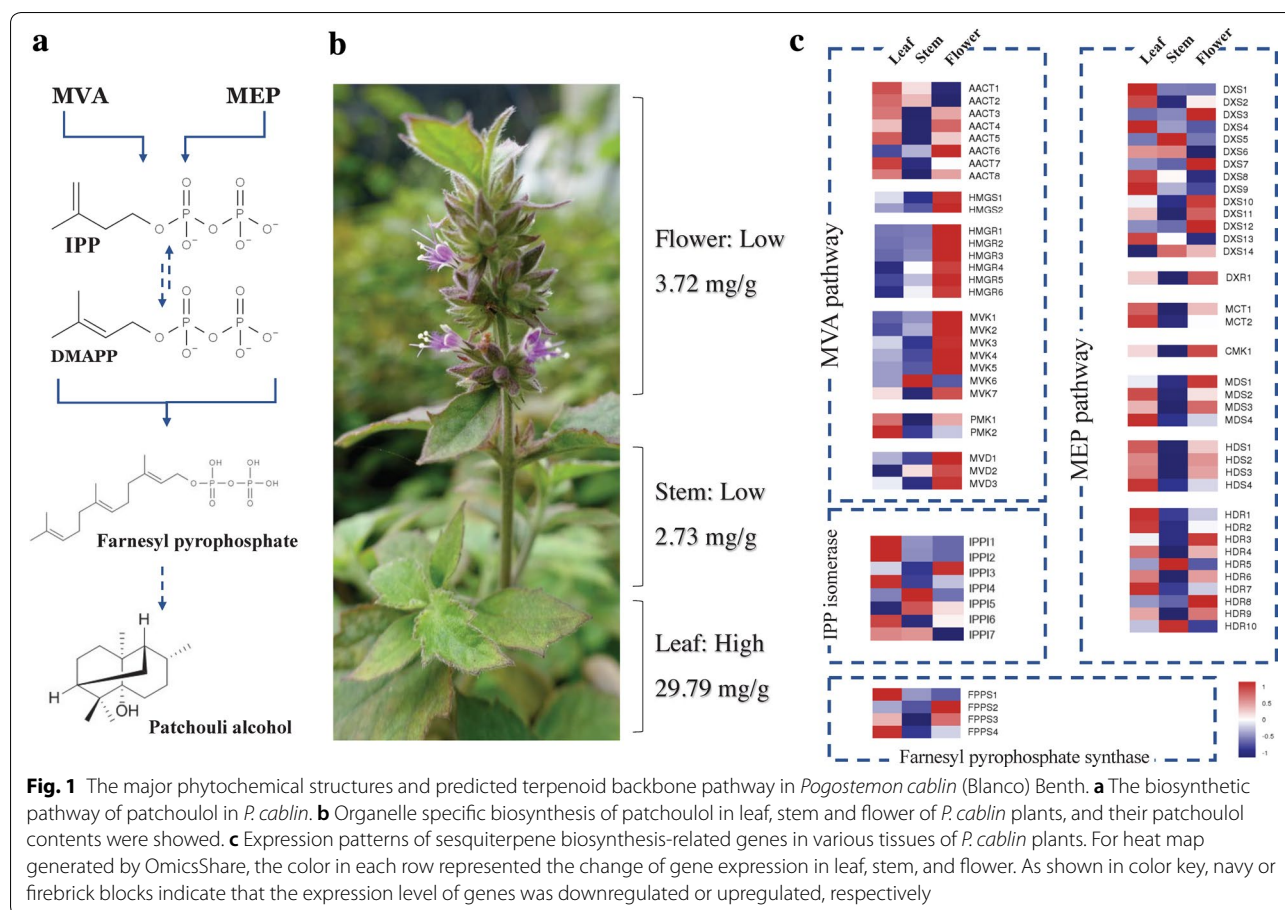 a
MVA MEP
IPP
DMAPP
Farnesyl pyrophosphate
H
H
OH
Patchouli alcohol
b
Flower: Low
3.72 mg/g
Stem: Low
2.73 mg/g
Leaf: High
29.79 mg/g
c
Leaf Stem Flower
MVA pathway
AACT1
AACT2
AACT3
AACT4
AACT5
AACT6
AACT7
AACT8
HMGS1
HMGS2
HMGR1
HMGR2
HMGR3
HMGR4
HMGR5
HMGR6
MVK1
MVK2
MVK3
MVK4
MVK5
MVK6
MVK7
PMK1
PMK2
MVD1
MVD2
MVD3
IPP isomerase
IPPI1
IPPI2
IPPI3
IPPI4
IPPI5
IPPI6
IPPI7
FPPS1
FPPS2
FPPS3
FPPS4
Farnesyl pyrophosphate synthase
Leaf Stem Flower
MEP pathway
DXS1
DXS2
DXS3
DXS4
DXS5
DXS6
DXS7
DXS8
DXS9
DXS10
DXS11
DXS12
DXS13
DXS14
DXR1
MCT1
MCT2
CMK1
MDS1
MDS2
MDS3
MDS4
HDS1
HDS2
HDS3
HDS4
HDR1
HDR2
HDR3
HDR4
HDR5
HDR6
HDR7
HDR8
HDR9
HDR10
1
0.5
0
-0.5
-1
Fig. 1 The major phytochemical structures and predicted terpenoid backbone pathway in Pogostemon cablin (Blanco) Benth. a The biosynthetic
pathway of patchoulol in P. cablin. b Organelle specific biosynthesis of patchoulol in leaf, stem and flower of P. cablin plants, and their patchoulol
contents were showed. c Expression patterns of sesquiterpene biosynthesis-related genes in various tissues of P. cablin plants. For heat map
generated by OmicsShare, the color in each row represented the change of gene expression in leaf, stem, and flower. As shown in color key, navy or
firebrick blocks indicate that the expression level of genes was downregulated or upregulated, respectively